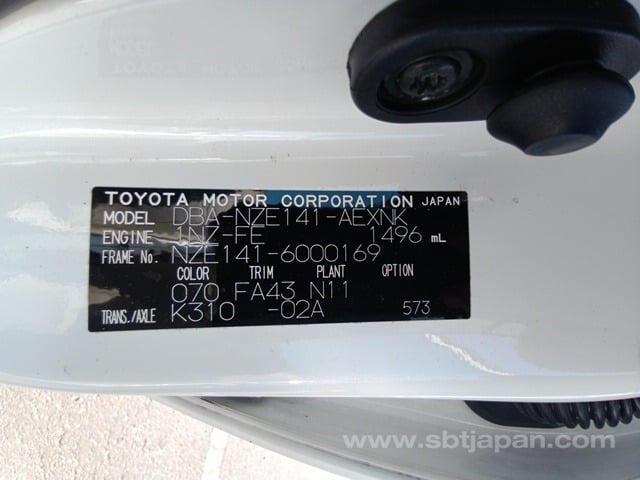 TOYOTA MOTOR CORPORATION JAPAN
MODEL DBA-NZE141-AEXNK
ENGINE 1NZ-FE 1496 mL
FRAME No. NZE141-6000169
COLOR TRIM PLANT OPTION
070 FA43 N11
TRANS./AXLE K310 -02A 573
www.sbtjapan.com